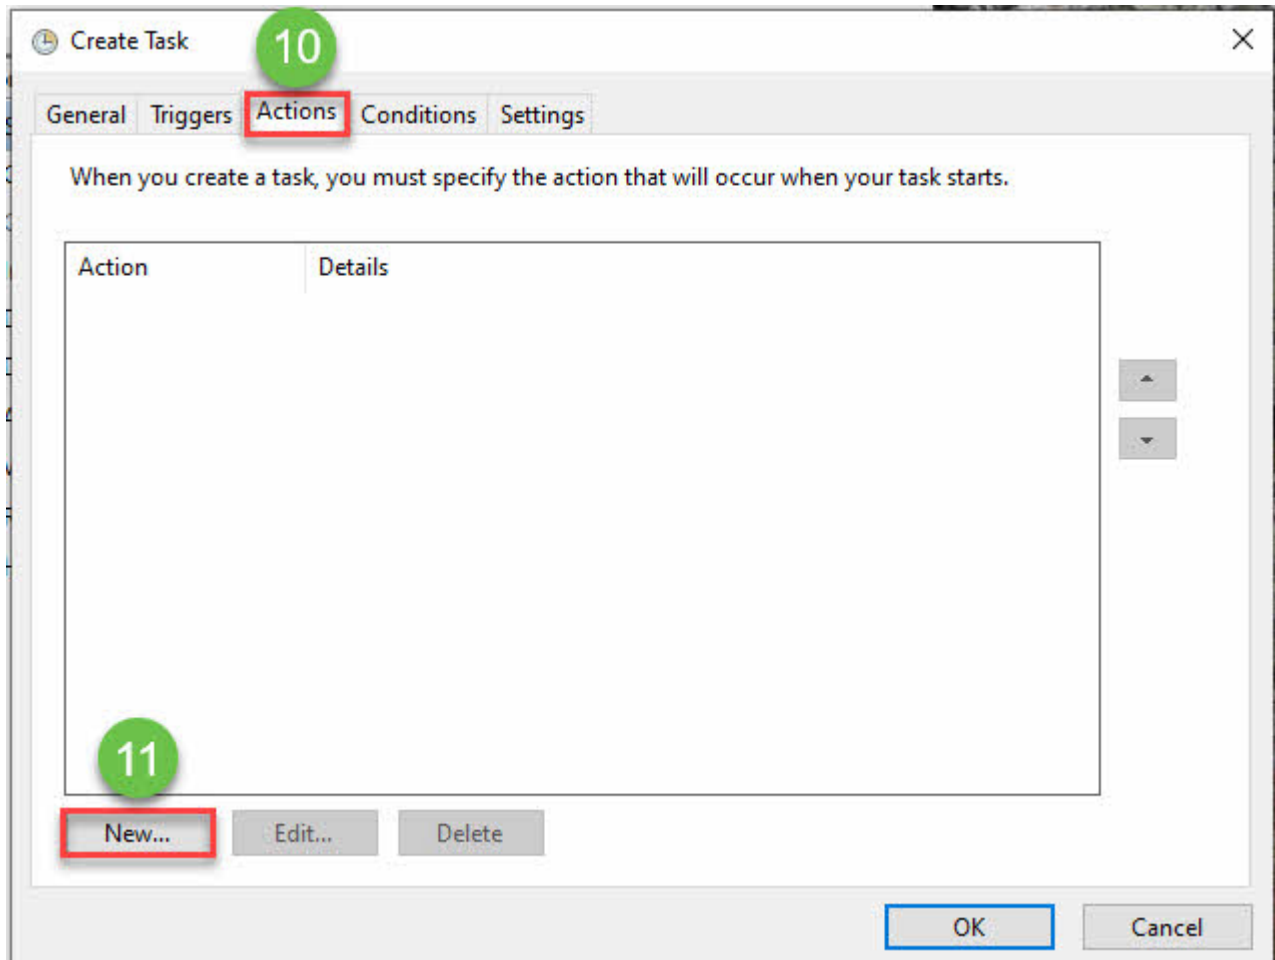 Create Task
10
General Triggers Actions Conditions Settings
When you create a task, you must specify the action that will occur when your task starts.
Action Details
11
New... Edit... Delete
OK Cancel